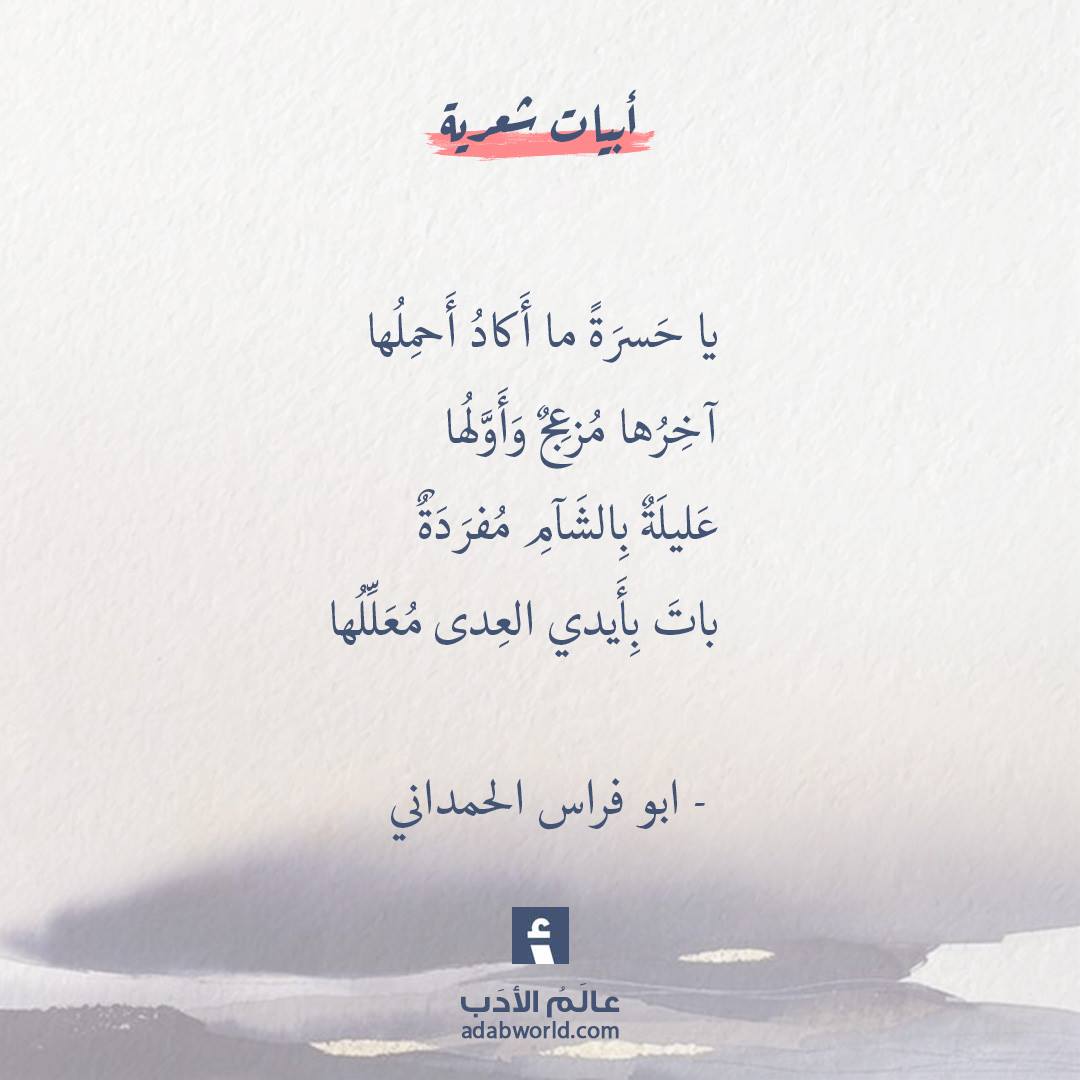 أبيات شعرية
يا حَسرَةً ما أَكادُ أَحمِلُها
آخِرُها مُزعِجٌ وَأَوَّلُها
عَليلَةٌ بِالشَآمِ مُفرَدَةٌ
باتَ بِأَيدي العِدى مُعَلِّلُها
- ابو فراس الحمداني
أ
عالَمُ الأدَب
adabworld.com